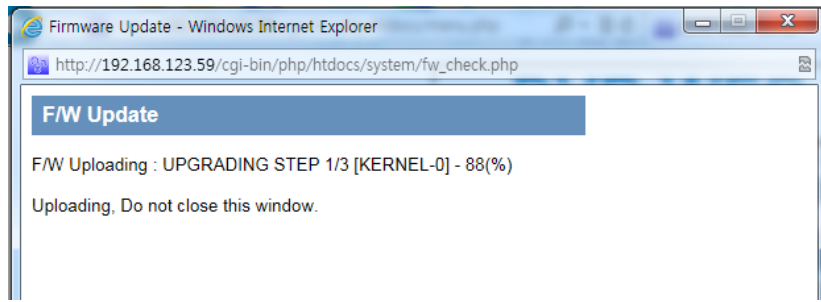 Firmware Update - Windows Internet Explorer
http://192.168.123.59/cgi-bin/php/htdocs/system/fw_check.php
F/W Update
F/W Uploading : UPGRADING STEP 1/3 [KERNEL-0] - 88(%)
Uploading, Do not close this window.